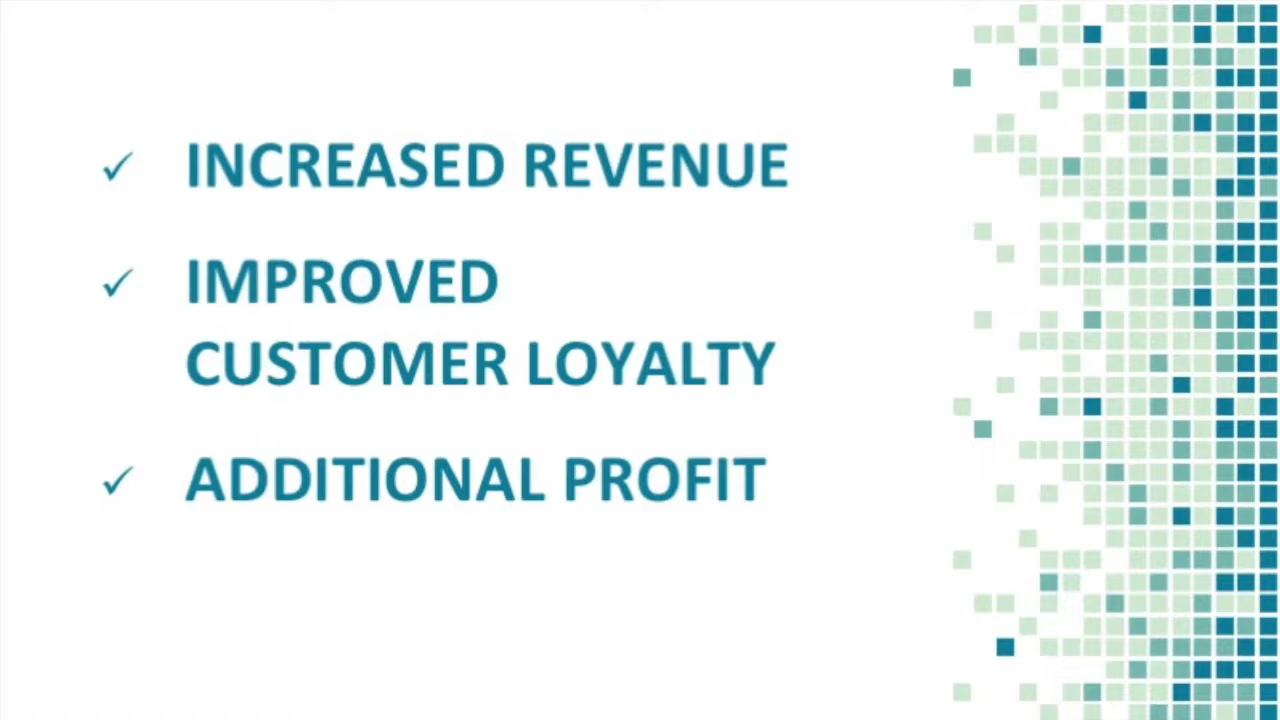 ✓ INCREASED REVENUE
✓ IMPROVED
CUSTOMER LOYALTY
✓ ADDITIONAL PROFIT